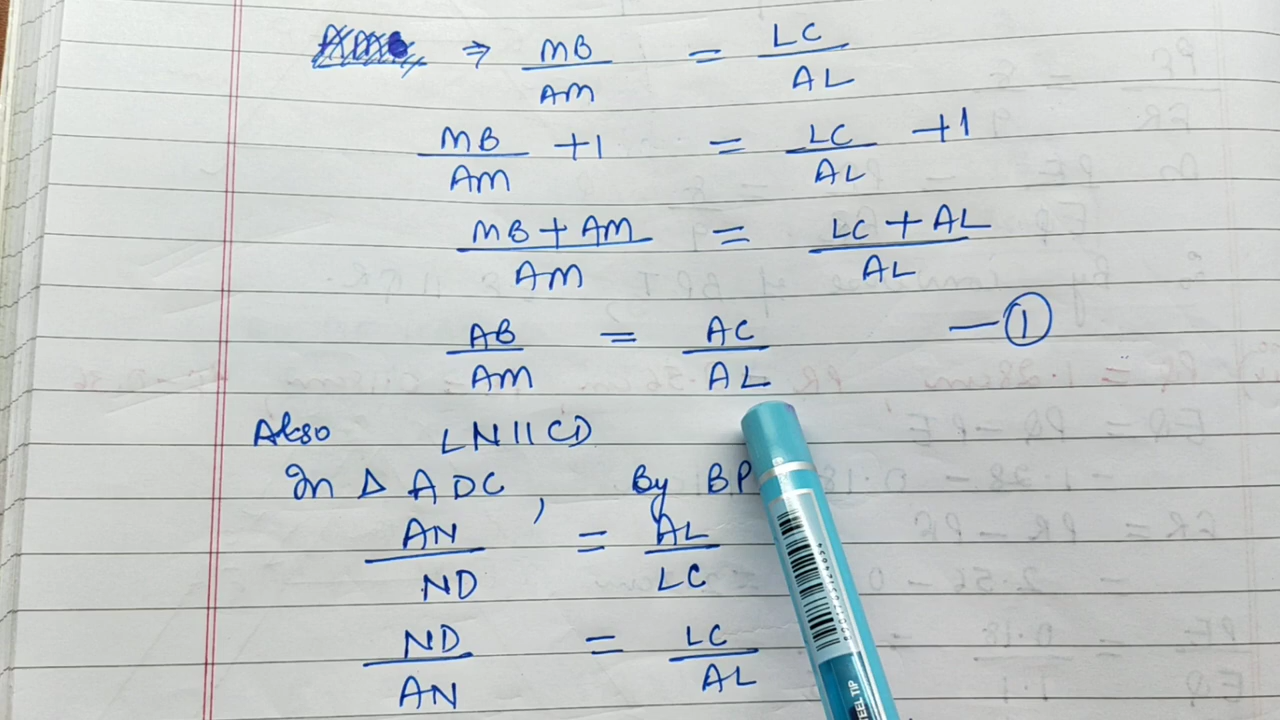 ⇒ MB/AM = LC/AL
MB/AM +1 = LC/AL +1
MB + AM/AM = LC + AL/AL
AB/AM = AC/AL — ①
Also LN || CD
In Δ ADC, By BP
AN/ND = AL/LC
ND/AN = LC/AL